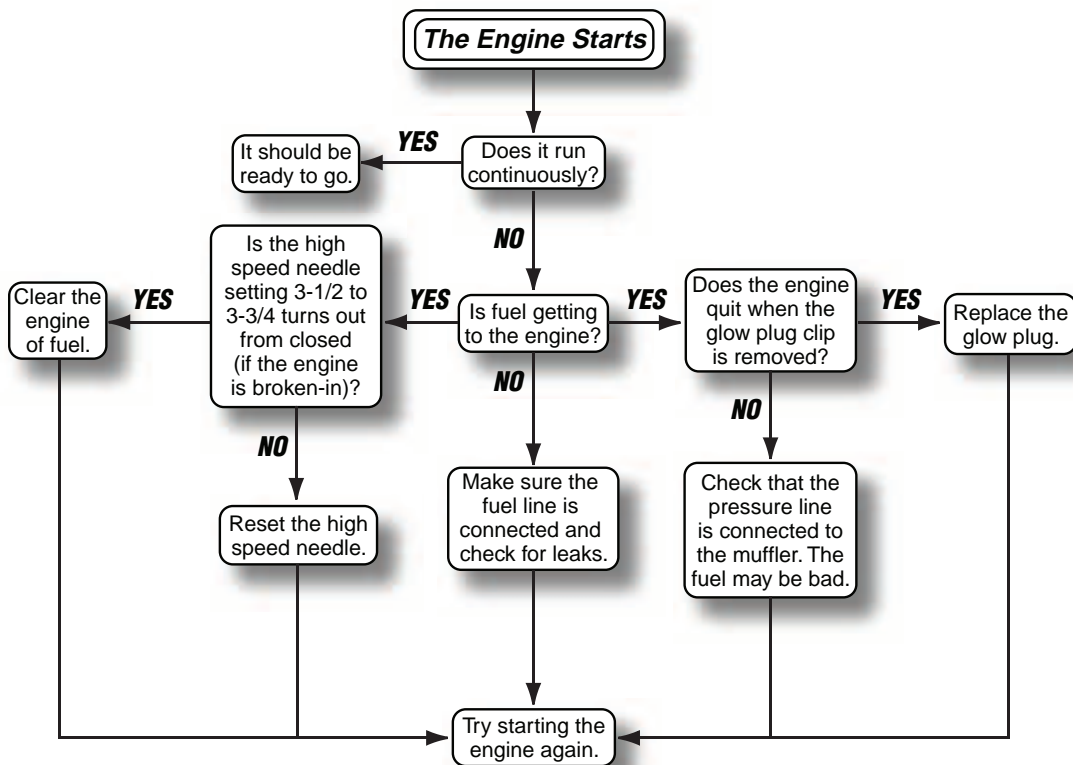 The Engine Starts
YES
It should be
ready to go.
Does it run
continuously?
NO
Is the high
speed needle
setting 3-1/2 to
3-3/4 turns out
from closed
(if the engine
is broken-in)?
Clear the
engine
of fuel.
YES
YES
Is fuel getting
to the engine?
YES
Does the engine
quit when the
glow plug clip
is removed?
YES
Replace the
glow plug.
NO
NO
NO
Reset the high
speed needle.
Make sure the
fuel line is
connected and
check for leaks.
Check that the
pressure line
is connected to
the muffler. The
fuel may be bad.
Try starting the
engine again.